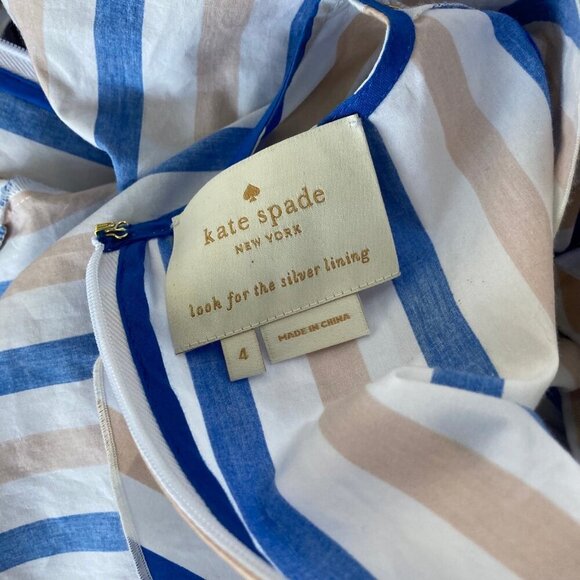 kate spade
NEW YORK
look for the silver lining
4
MADE IN CHINA